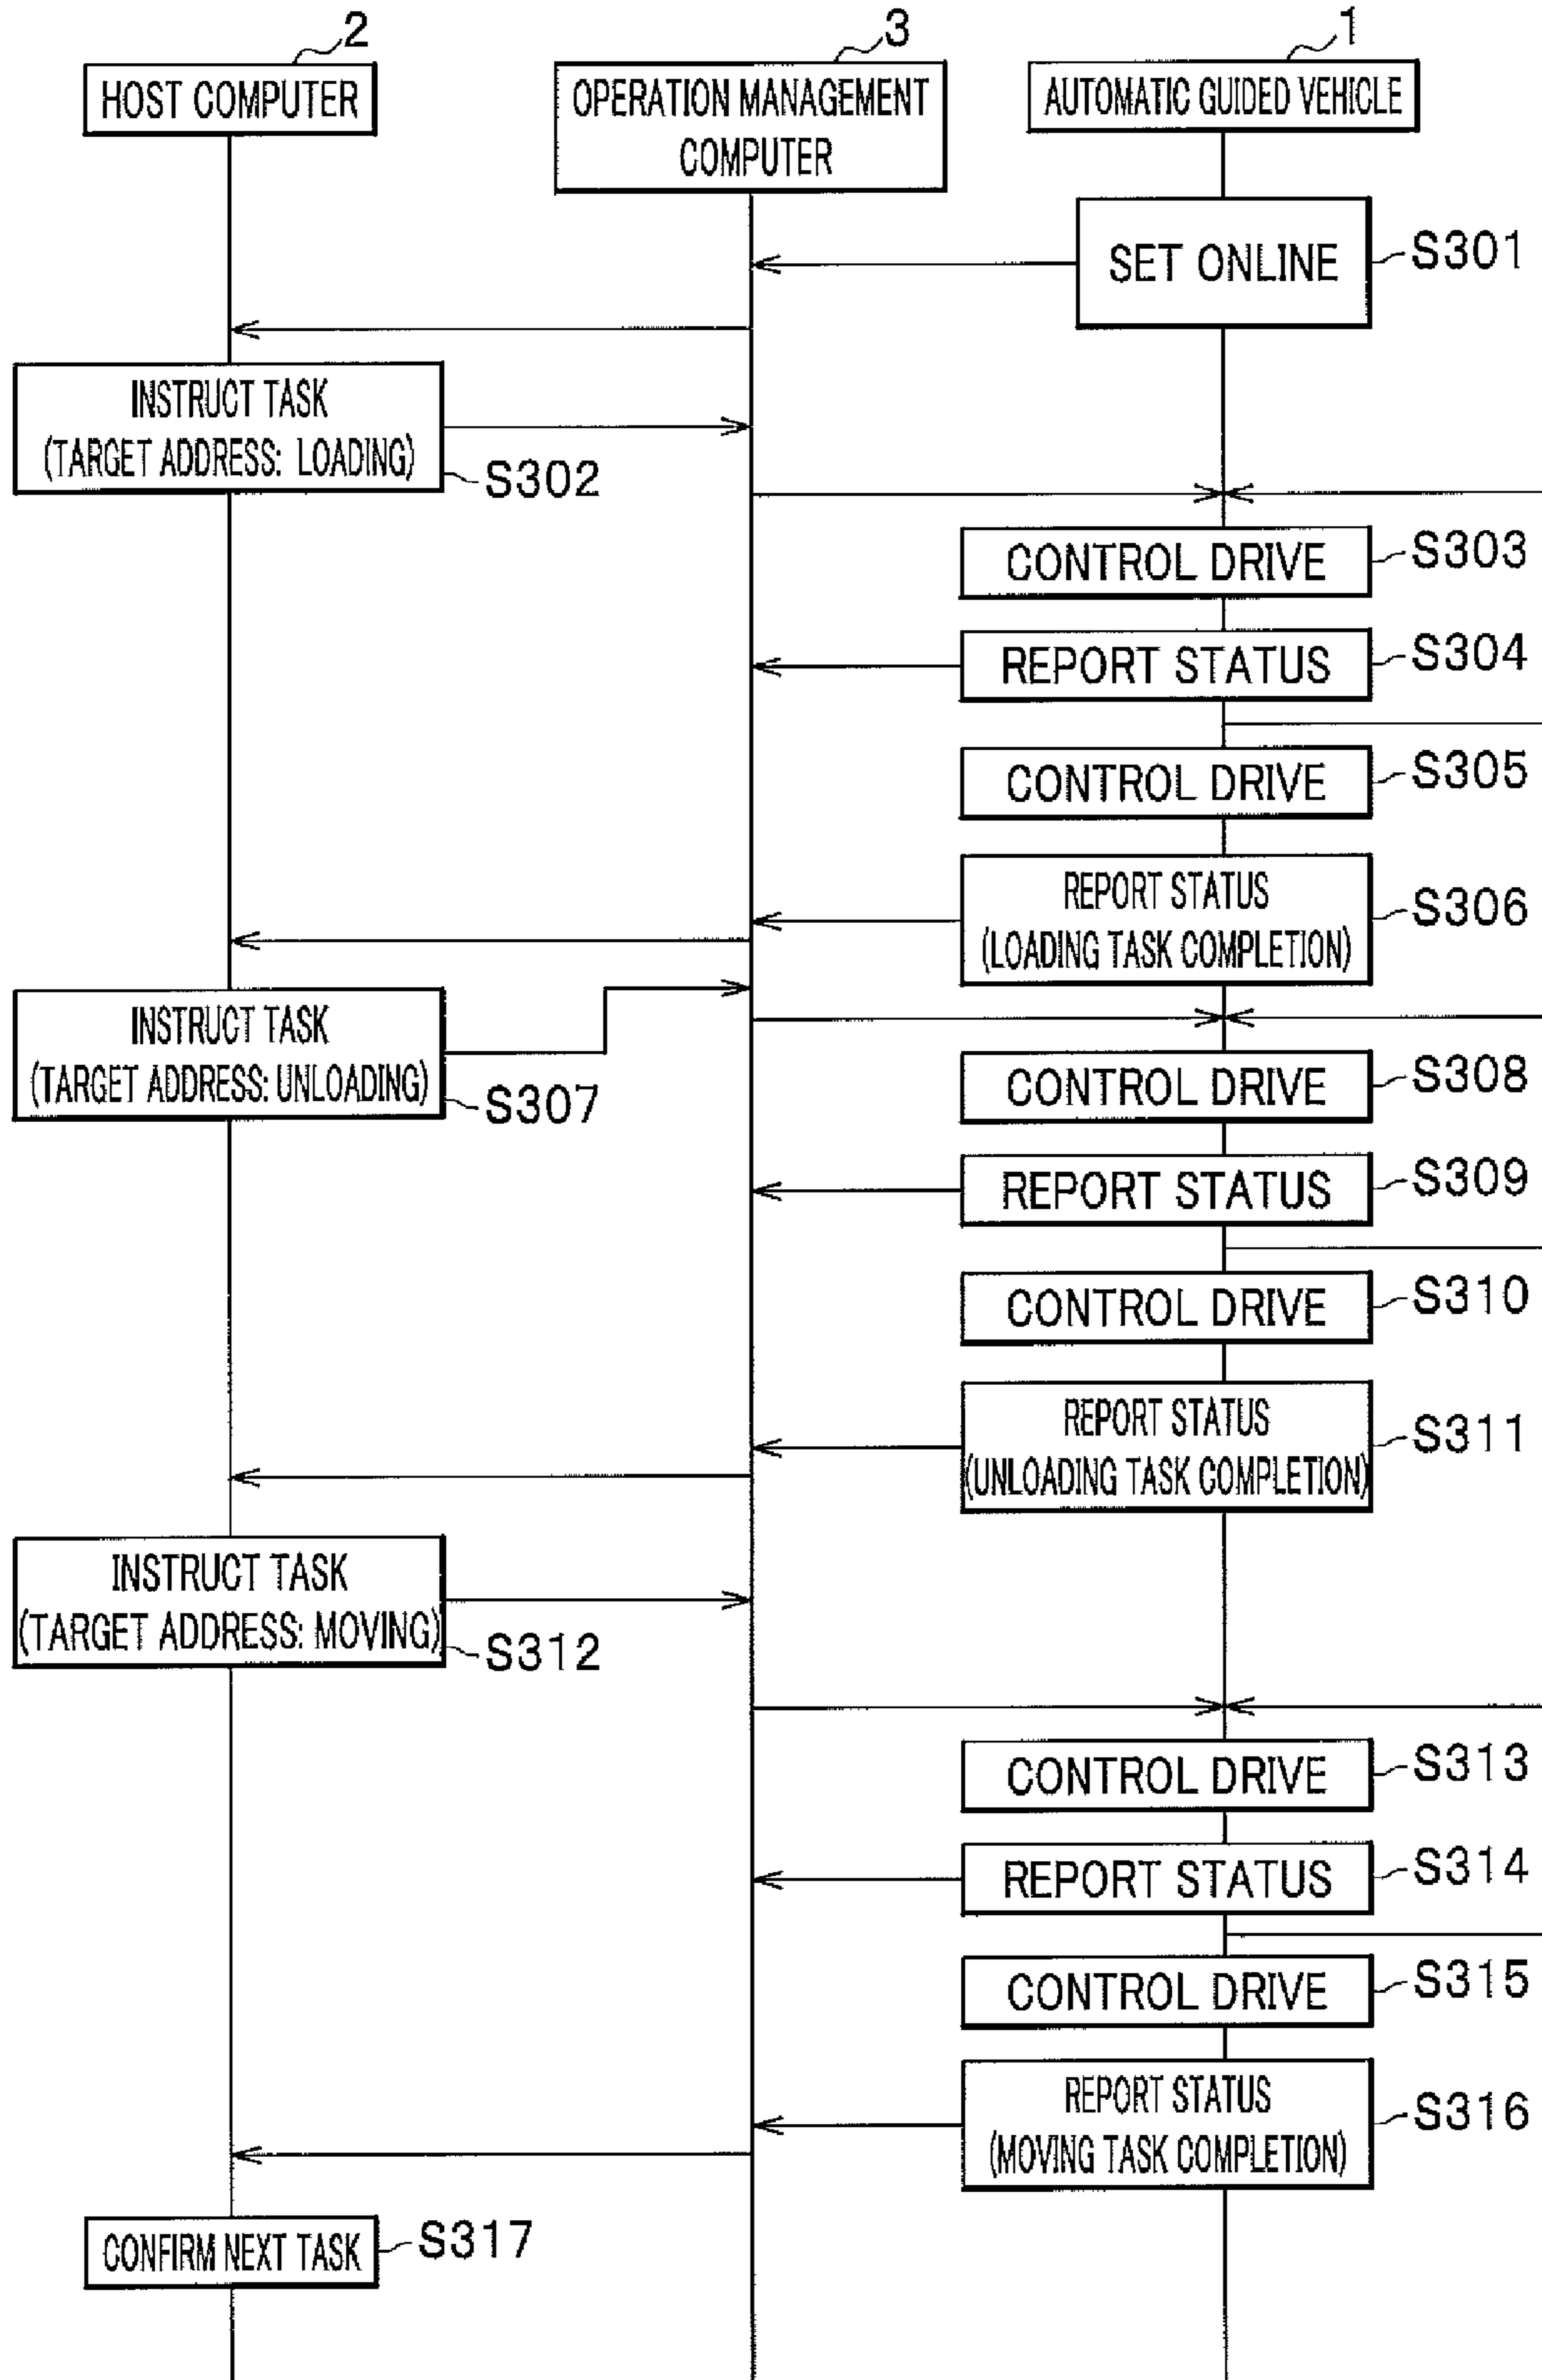 2
3
1
HOST COMPUTER
OPERATION MANAGEMENT
COMPUTER
AUTOMATIC GUIDED VEHICLE
SET ONLINE
S301
INSTRUCT TASK
(TARGET ADDRESS: LOADING)
S302
CONTROL DRIVE
S303
REPORT STATUS
S304
CONTROL DRIVE
S305
REPORT STATUS
(LOADING TASK COMPLETION)
S306
INSTRUCT TASK
(TARGET ADDRESS: UNLOADING)
S307
CONTROL DRIVE
S308
REPORT STATUS
S309
CONTROL DRIVE
S310
REPORT STATUS
(UNLOADING TASK COMPLETION)
S311
INSTRUCT TASK
(TARGET ADDRESS: MOVING)
S312
CONTROL DRIVE
S313
REPORT STATUS
S314
CONTROL DRIVE
S315
REPORT STATUS
(MOVING TASK COMPLETION)
S316
CONFIRM NEXT TASK
S317